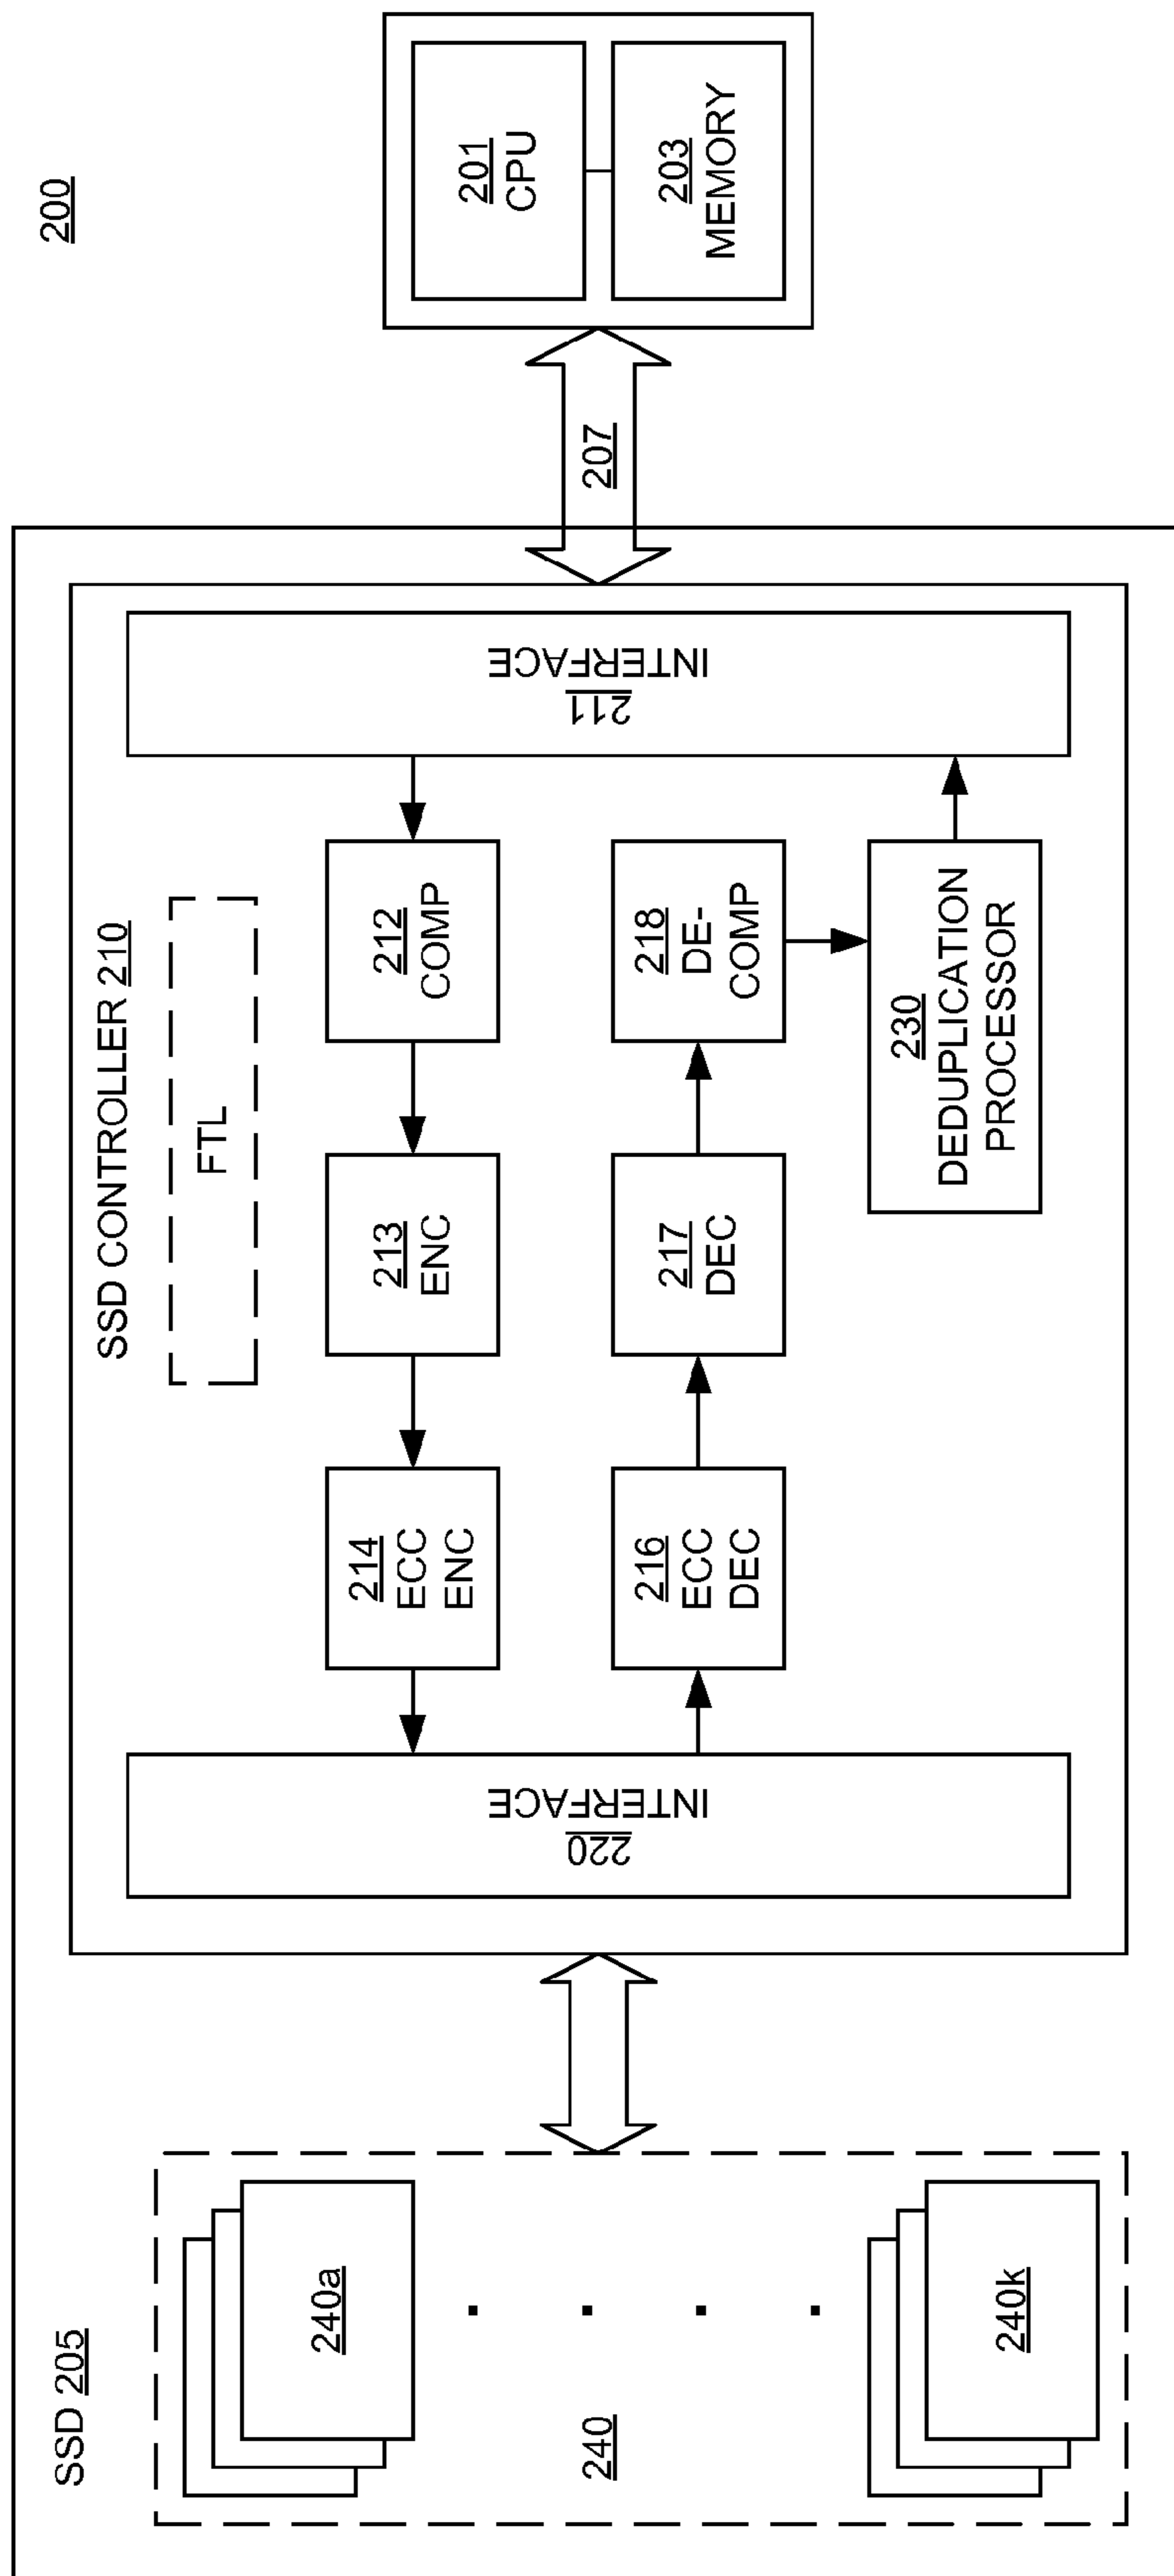 200
SSD 205
SSD CONTROLLER 210
FTL
240a
240
240k
220
INTERFACE
214
ECC
ENC
213
ENC
212
COMP
216
ECC
DEC
217
DEC
218
DE-
COMP
230
DEDUPLICATION
PROCESSOR
211
INTERFACE
207
201
CPU
203
MEMORY